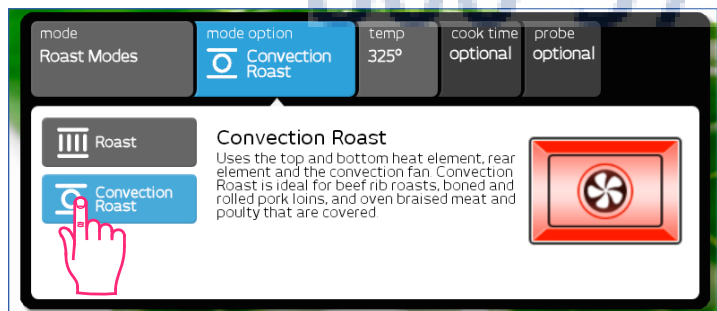 mode
Roast Modes
mode option
Convection
Roast
temp
325°
cook time
optional
probe
optional
Roast
Convection
Roast
Convection Roast
Uses the top and bottom heat element, rear
element and the convection fan. Convection
Roast is ideal for beef rib roasts, boned and
rolled pork loins, and oven braised meat and
poulty that are covered.